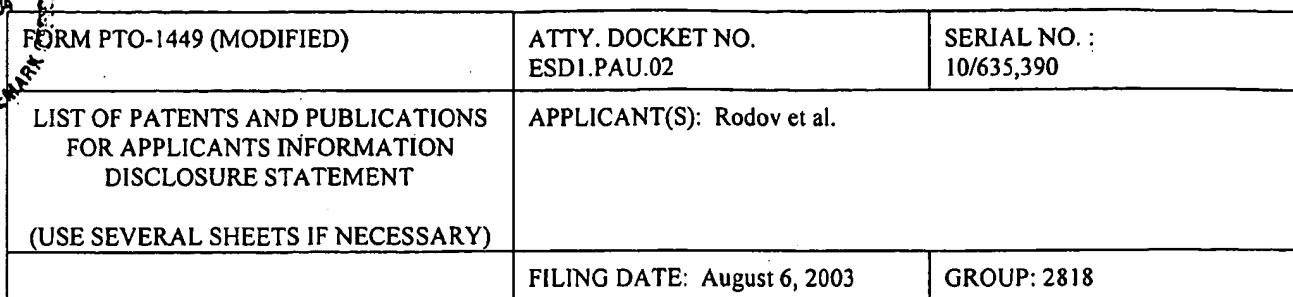 FORM PTO-1449 (MODIFIED)
ATTY. DOCKET NO.
ESD1.PAU.02
SERIAL NO. :
10/635,390
LIST OF PATENTS AND PUBLICATIONS
FOR APPLICANTS INFORMATION
DISCLOSURE STATEMENT
(USE SEVERAL SHEETS IF NECESSARY)
APPLICANT(S): Rodov et al.
FILING DATE: August 6, 2003
GROUP: 2818